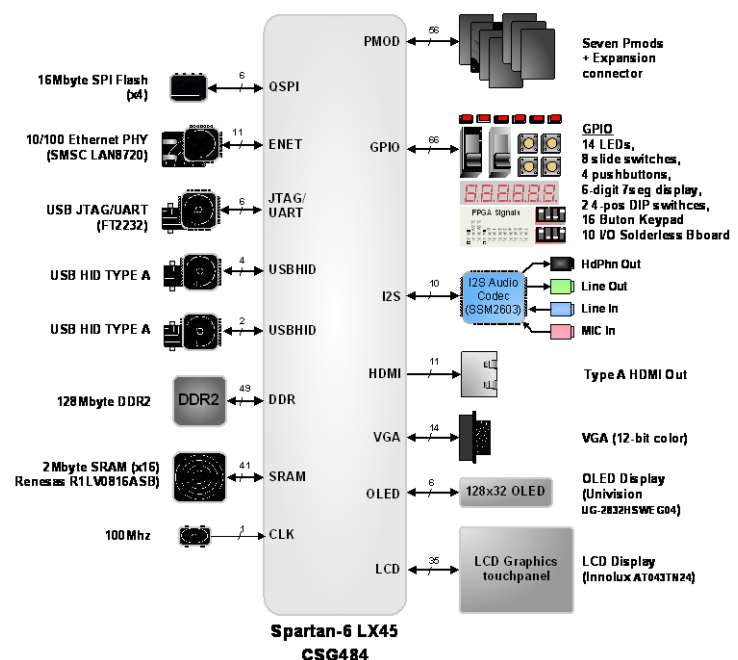 PMOD
56
Seven Pmods
+ Expansion
connector
16Mbyte SPI Flash
(x4)
6
QSPI
10/100 Ethernet PHY
(SMSC LAN8720)
11
ENET
GPIO
66
GPIO
14 LEDs,
8 slide switches,
4 pushbuttons,
6-digit 7seg display,
2 4-pos DIP swithces,
16 Buton Keypad
10 I/O Solderless Bboard
FPGA Signals
USB JTAG/UART
(FT2232)
6
JTAG/
UART
USB HID TYPE A
4
USBHID
I2S
10
I2S Audio
Codec
(SSM2603)
HdPhn Out
Line Out
Line In
MIC In
USB HID TYPE A
2
USBHID
HDMI
11
Type A HDMI Out
128Mbyte DDR2
DDR2
49
DDR
VGA
14
VGA (12-bit color)
2Mbyte SRAM (x16)
Renesas R1LV0816ASB
41
SRAM
OLED
6
128x32 OLED
OLED Display
(Univision
UG-2832HSWEG04)
100Mhz
1
CLK
LCD
35
LCD Graphics
touchpanel
LCD Display
(Innolux AT043TN24)
Spartan-6 LX45
CSG484